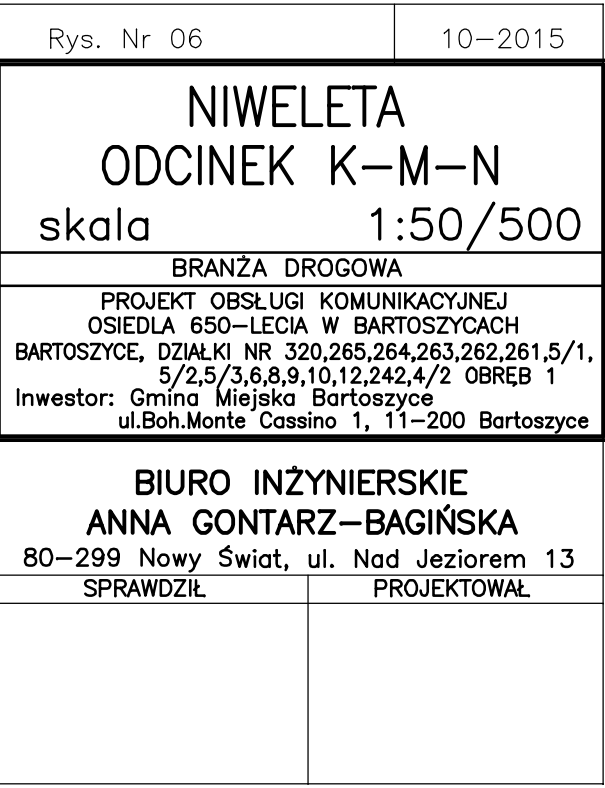 Rys. Nr 06 10-2015
NIWELETA
ODCINEK K-M-N
skala 1:50/500
BRANŻA DROGOWA
PROJEKT OBSŁUGI KOMUNIKACYJNEJ
OSIEDLA 650-LECIA W BARTOSZYCACH
BARTOSZYCE, DZIAŁKI NR 320,265,264,263,262,261,5/1,
5/2,5/3,6,8,9,10,12,242,4/2 OBRĘB 1
Inwestor: Gmina Miejska Bartoszyce
ul.Boh.Monte Cassino 1, 11-200 Bartoszyce
BIURO INŻYNIERSKIE
ANNA GONTARZ-BAGIŃSKA
80-299 Nowy Świat, ul. Nad Jeziorem 13
SPRAWDZIŁ PROJEKTOWAŁ